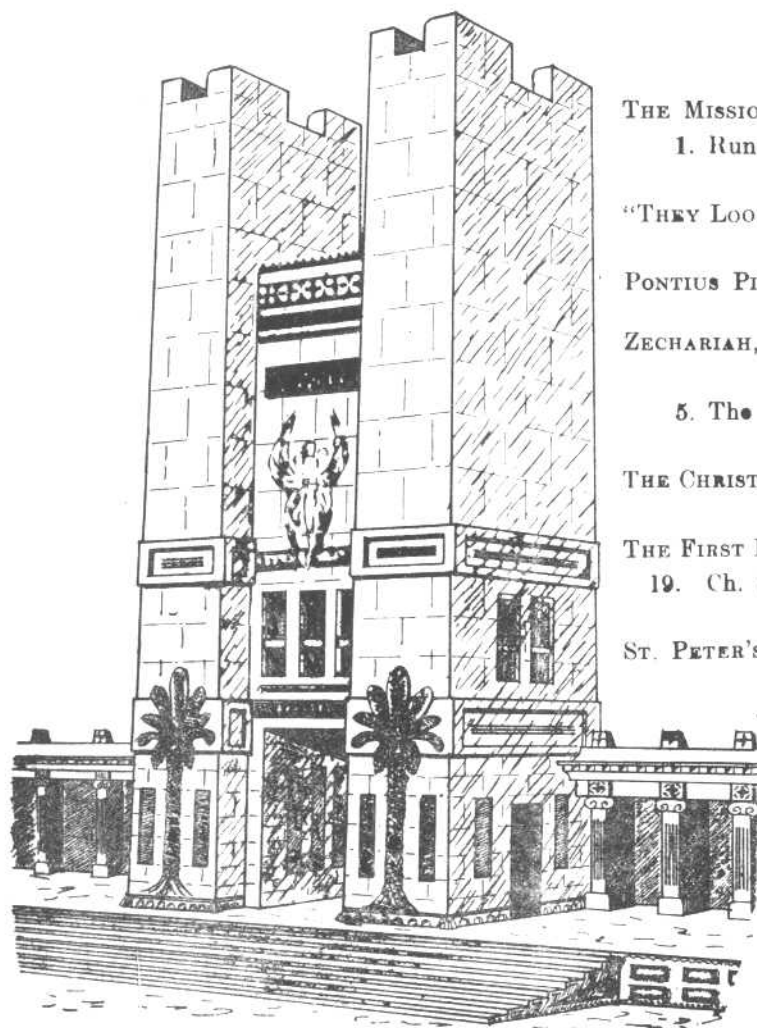 THE MISSIO
1. Run
"THEY LOO
PONTIUS PI
ZECHARIAH,
5. The
THE CHRIST
THE FIRST
19. Ch.
ST. PETER'S